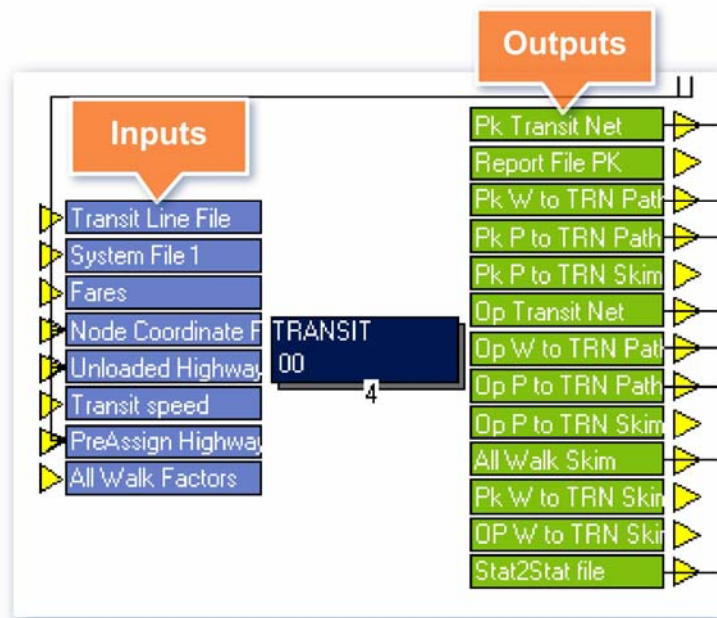 Outputs
Inputs
Transit Line File
System File 1
Fares
Node Coordinate F
Unloaded Highway
Transit speed
PreAssign Highway
All Walk Factors
TRANSIT
00
4
Pk Transit Net
Report File PK
Pk W to TRN Path
Pk P to TRN Path
Pk P to TRN Skim
Op Transit Net
Op W to TRN Path
Op P to TRN Path
Op P to TRN Skim
All Walk Skim
Pk W to TRN Skim
OP W to TRN Skim
Stat2Stat file